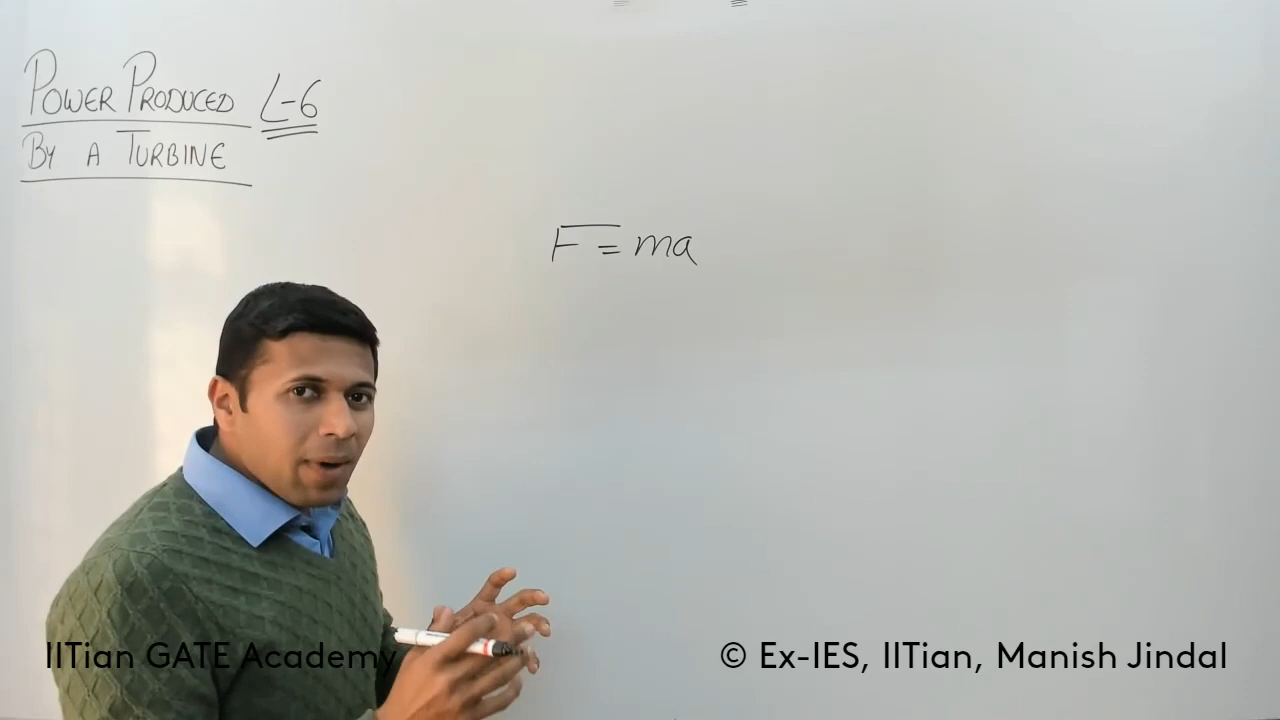 POWER PRODUCED L-6
BY A TURBINE
F = ma
IITian GATE Academy
© Ex-IES, IITian, Manish Jindal